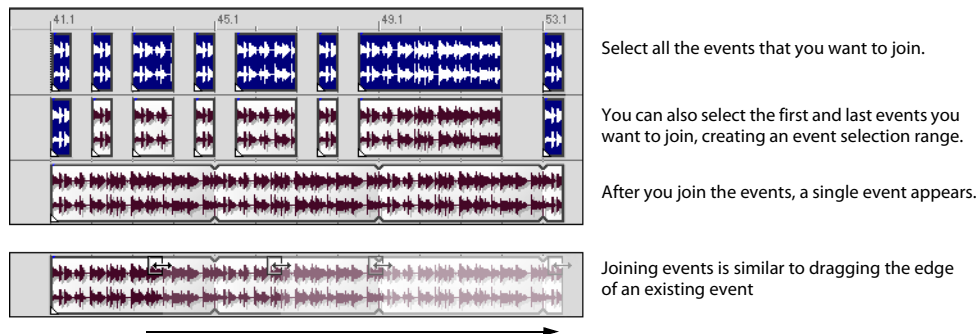 41.1 45.1 49.1 53.1
Select all the events that you want to join.
You can also select the first and last events you
want to join, creating an event selection range.
After you join the events, a single event appears.
Joining events is similar to dragging the edge
of an existing event